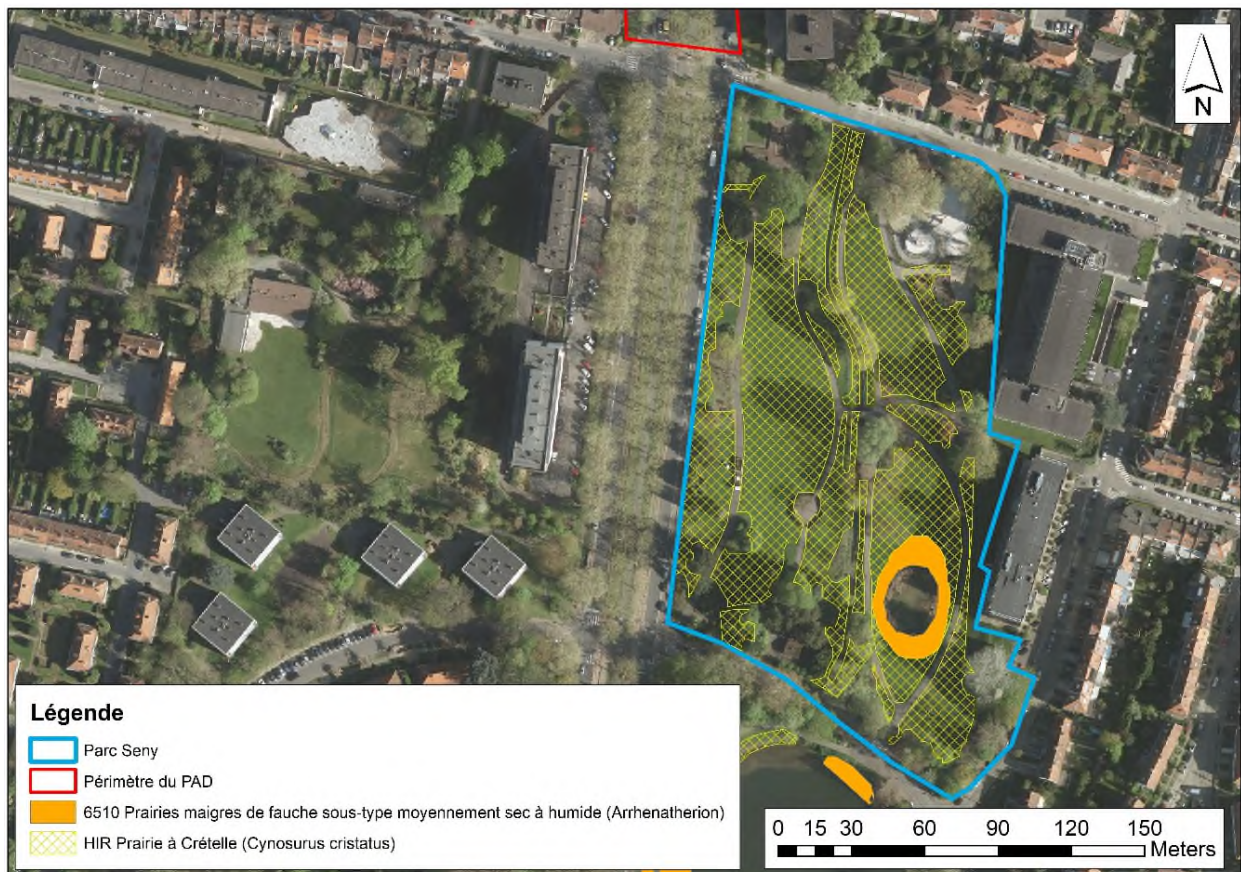 N
Légende
Parc Seny
Périmètre du PAD
6510 Prairies maigres de fauche sous-type moyennement sec à humide (Arrhenatherion)
HIR Prairie à Crételle (Cynosurus cristatus)
0 15 30 60 90 120 150
Meters